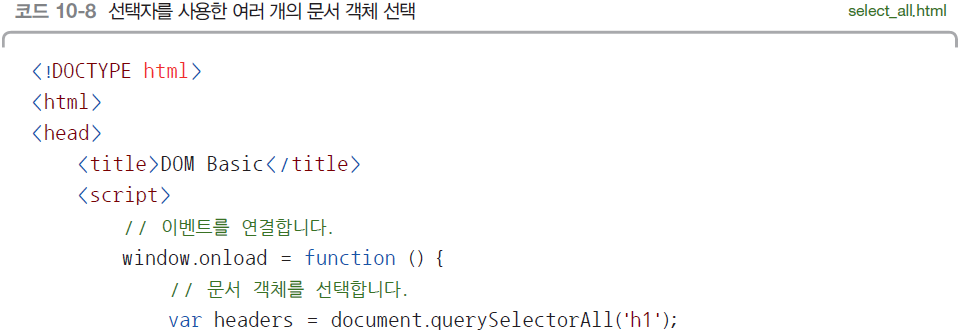 코드 10-8 선택자를 사용한 여러 개의 문서 객체 선택 select_all.html
<!DOCTYPE html>
<html>
<head>
    <title>DOM Basic</title>
    <script>
        // 이벤트를 연결합니다.
        window.onload = function () {
            // 문서 객체를 선택합니다.
            var headers = document.querySelectorAll('h1');